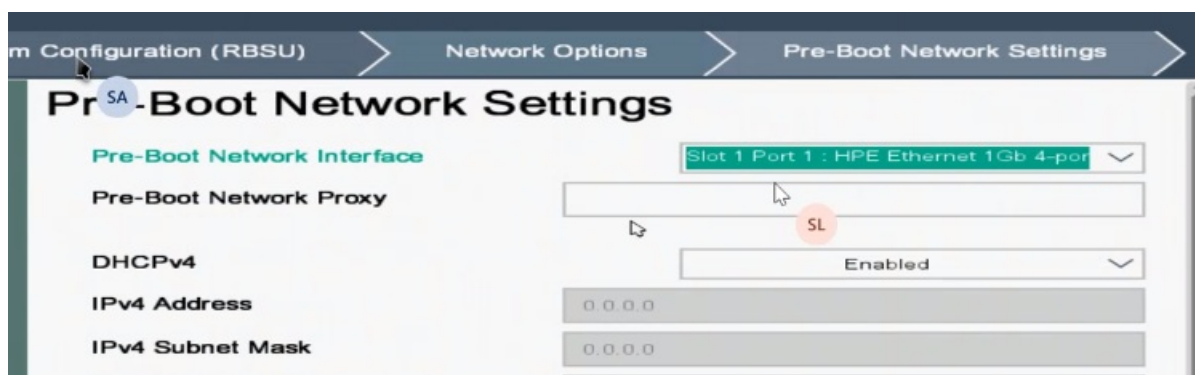 m Configuration (RBSU) Network Options Pre-Boot Network Settings
SA
Pr -Boot Network Settings
Pre-Boot Network Interface Slot 1 Port 1 : HPE Ethernet 1Gb 4-por
Pre-Boot Network Proxy
SL
DHCPv4 Enabled
IPv4 Address 0.0.0.0
IPv4 Subnet Mask 0.0.0.0